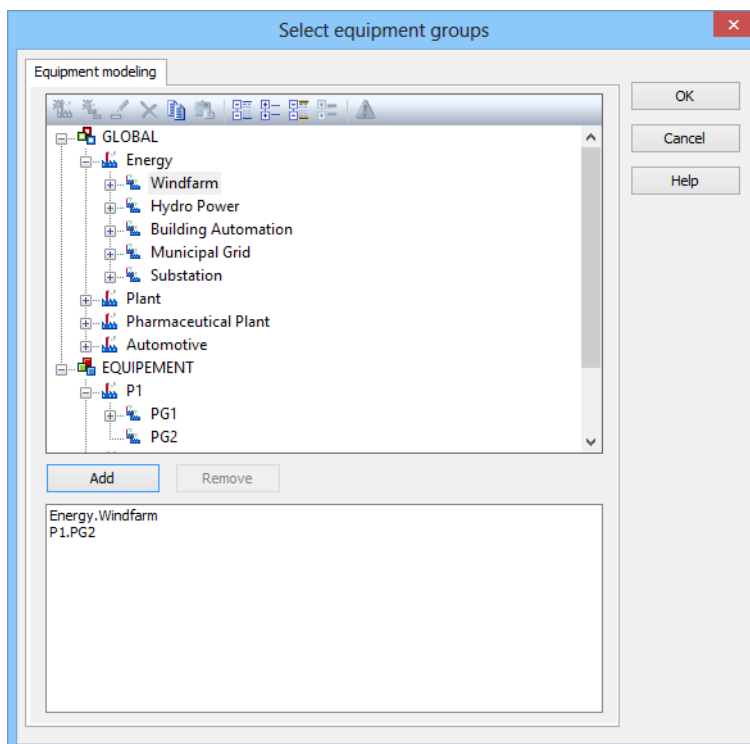 Select equipment groups
Equipment modeling
GLOBAL
Energy
Windfarm
Hydro Power
Building Automation
Municipal Grid
Substation
Plant
Pharmaceutical Plant
Automotive
EQUIPEMENT
P1
PG1
PG2
Add
Remove
Energy.Windfarm
P1.PG2
OK
Cancel
Help